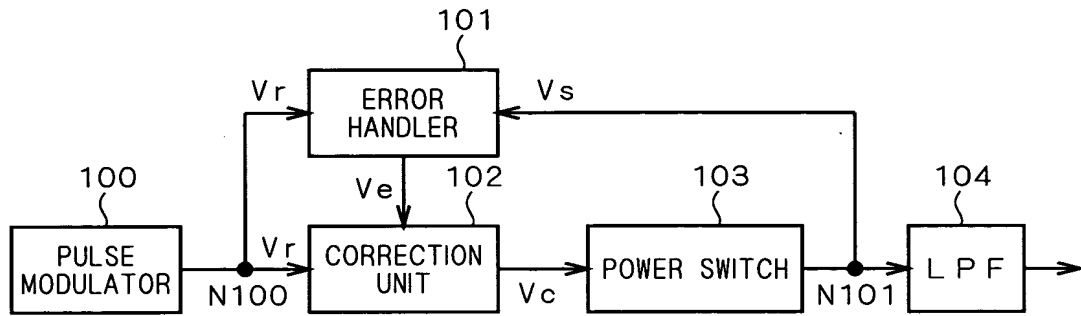 101
Vr
ERROR
HANDLER
Vs
100
Ve
102
103
104
PULSE
MODULATOR
Vr
N100
CORRECTION
UNIT
Vc
POWER SWITCH
N101
LPF